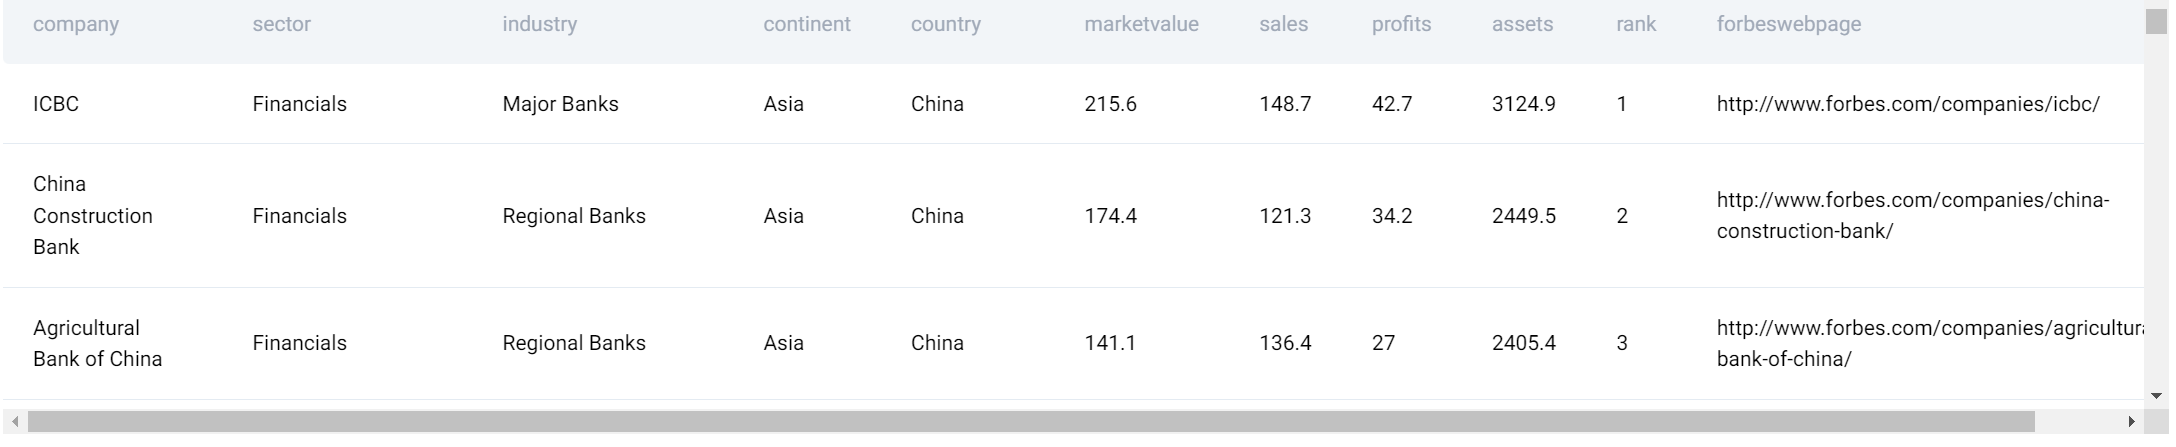 company sector industry continent country marketvalue sales profits assets rank forbeswebpage
ICBC Financials Major Banks Asia China 215.6 148.7 42.7 3124.9 1 http://www.forbes.com/companies/icbc/
China
Construction
Bank
Financials Regional Banks Asia China 174.4 121.3 34.2 2449.5 2
http://www.forbes.com/companies/china-
construction-bank/
Agricultural
Bank of China
Financials Regional Banks Asia China 141.1 136.4 27 2405.4 3
http://www.forbes.com/companies/agricultura
bank-of-china/